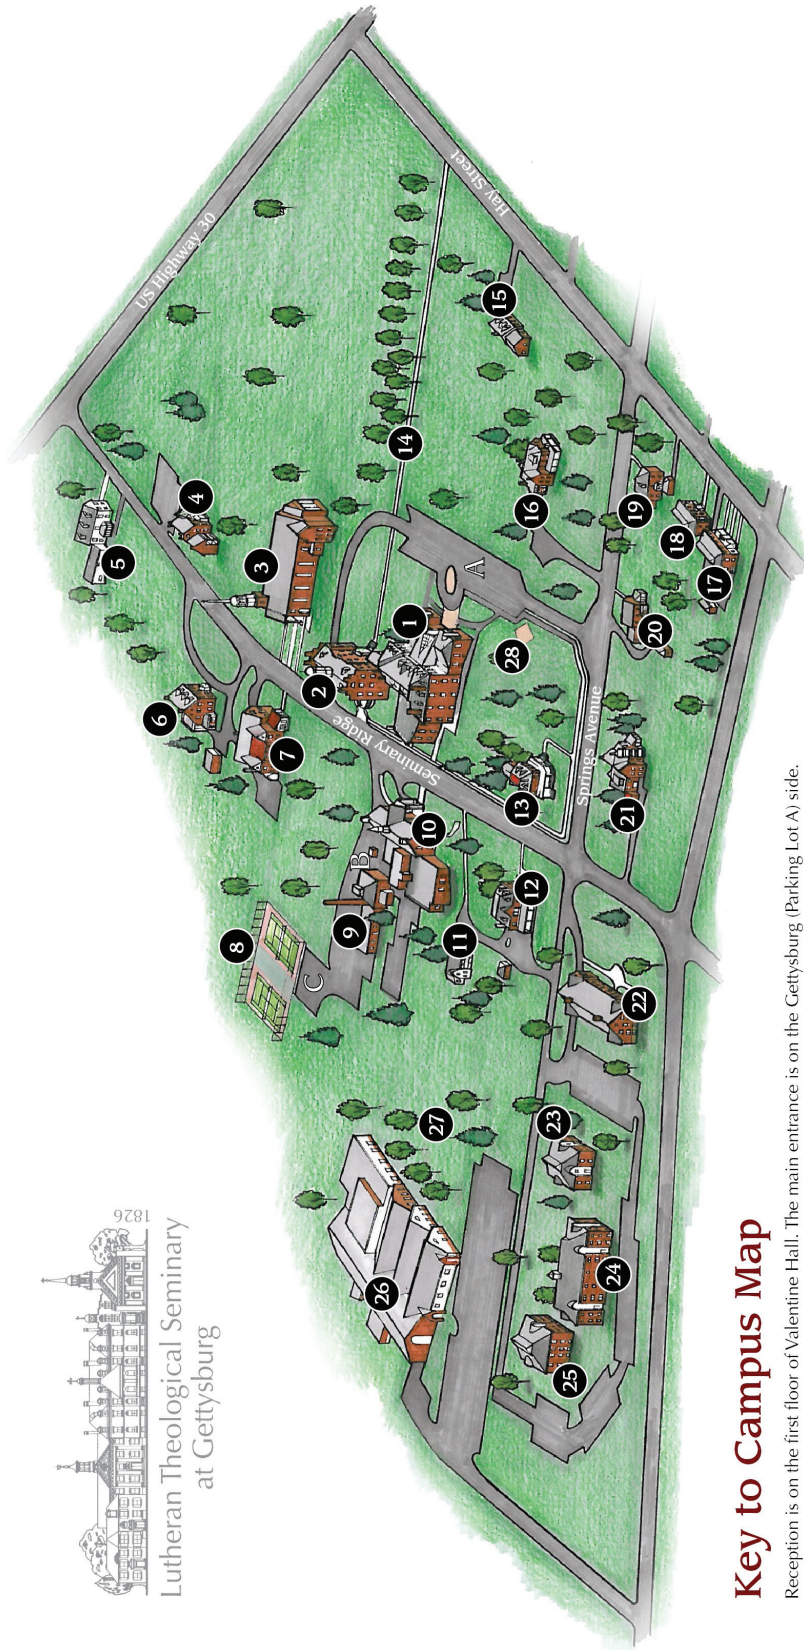 1826
Lutheran Theological Seminary
at Gettysburg
US Highway 30
Hay Street
Seminary Ridge
Springs Avenue
A
B
C
1
2
3
4
5
6
7
8
9
10
11
12
13
14
15
16
17
18
19
20
21
22
23
24
25
26
27
28
Key to Campus Map
Reception is on the first floor of Valentine Hall. The main entrance is on the Gettysburg (Parking Lot A) side.